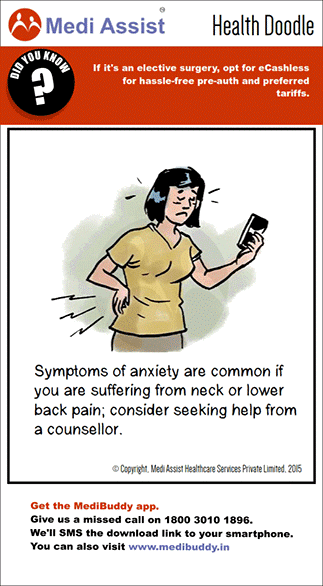 Medi Assist ® Health Doodle
DID YOU KNOW
?
If it's an elective surgery, opt for eCashless
for hassle-free pre-auth and preferred
tariffs.
Symptoms of anxiety are common if
you are suffering from neck or lower
back pain; consider seeking help from
a counsellor.
© Copyright, Medi Assist Healthcare Services Private Limited, 2015
Get the MediBuddy app.
Give us a missed call on 1800 3010 1896.
We'll SMS the download link to your smartphone.
You can also visit www.medibuddy.in